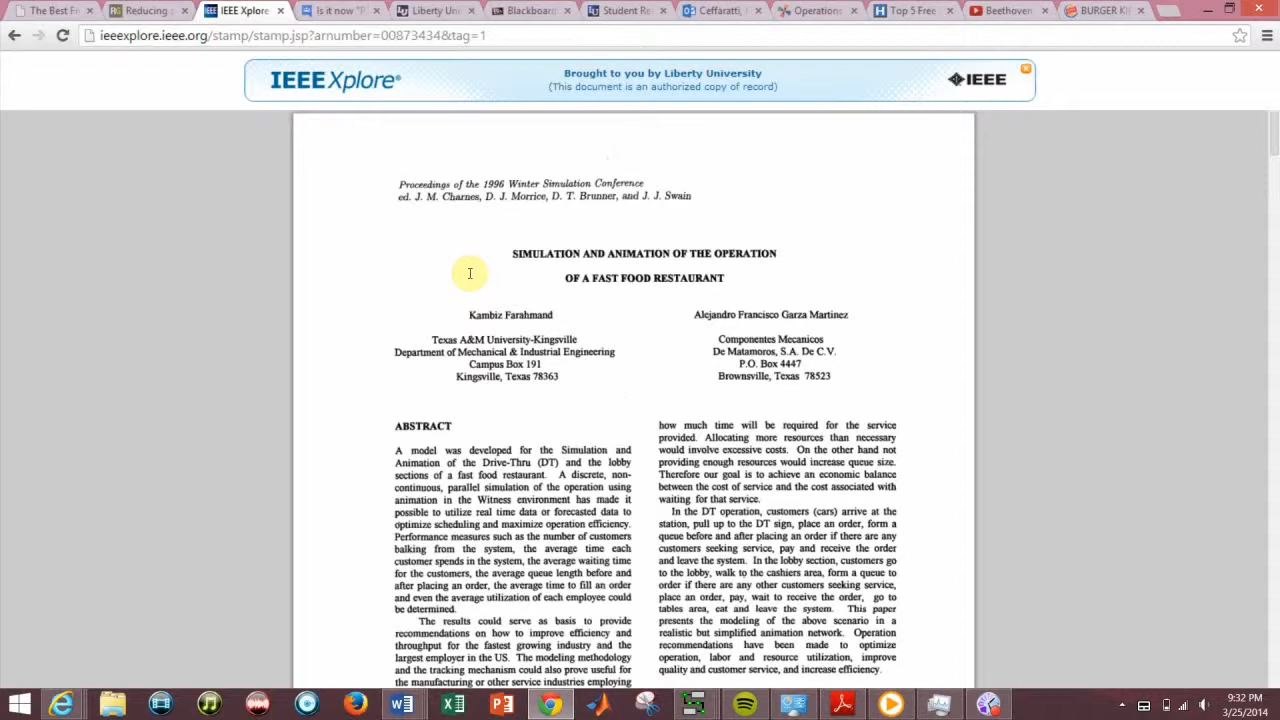 The Best F
Reducing
IEEE Xplore
Is it now "P
Liberty Un
Blackboard
Student Re
Ceffaratti,
Operations
Top 5 Free
Beethoven
BURGER KI
ieeexplore.ieee.org/stamp/stamp.jsp?arnumber=00873434&tag=1
IEEE Xplore®
Brought to you by Liberty University
(This document is an authorized copy of record)
IEEE
Proceedings of the 1996 Winter Simulation Conference
ed. J. M. Charnes, D. J. Morrice, D. T. Brunner, and J. J. Swain
SIMULATION AND ANIMATION OF THE OPERATION
OF A FAST FOOD RESTAURANT
Kambiz Farahmand
Texas A&M University-Kingsville
Department of Mechanical & Industrial Engineering
Campus Box 191
Kingsville, Texas 78363
Alejandro Francisco Garza Martinez
Componentes Mecanicos
De Matamoros, S.A. De C.V.
P.O. Box 4447
Brownsville, Texas 78523
ABSTRACT
A model was developed for the Simulation and
Animation of the Drive-Thru (DT) and the lobby
sections of a fast food restaurant. A discrete, non-
continuous, parallel simulation of the operation using
animation in the Witness environment has made it
possible to utilize real time data or forecasted data to
optimize scheduling and maximize operation efficiency.
Performance measures such as the number of customers
balking from the system, the average time each
customer spends in the system, the average waiting time
for the customers, the average queue length before and
after placing an order, the average time to fill an order
and even the average utilization of each employee could
be determined.
The results could serve as basis to provide
recommendations on how to improve efficiency and
throughput for the fastest growing industry and the
largest employer in the US. The modeling methodology
and the tracking mechanism could also prove useful for
the manufacturing or other service industries employing
how much time will be required for the service
provided. Allocating more resources than necessary
would involve excessive costs. On the other hand not
providing enough resources would increase queue size.
Therefore our goal is to achieve an economic balance
between the cost of service and the cost associated with
waiting for that service.
In the DT operation, customers (cars) arrive at the
station, pull up to the DT sign, place an order, form a
queue before and after placing an order if there are any
customers seeking service, pay and receive the order
and leave the system. In the lobby section, customers go
to the lobby, walk to the cashiers area, form a queue to
order if there are any other customers seeking service,
place an order, pay, wait to receive the order, go to
tables area, eat and leave the system. This paper
presents the modeling of the above scenario in a
realistic but simplified animation network. Operation
recommendations have been made to optimize
operation, labor and resource utilization, improve
quality and customer service, and increase efficiency.
9:32 PM
3/25/2014